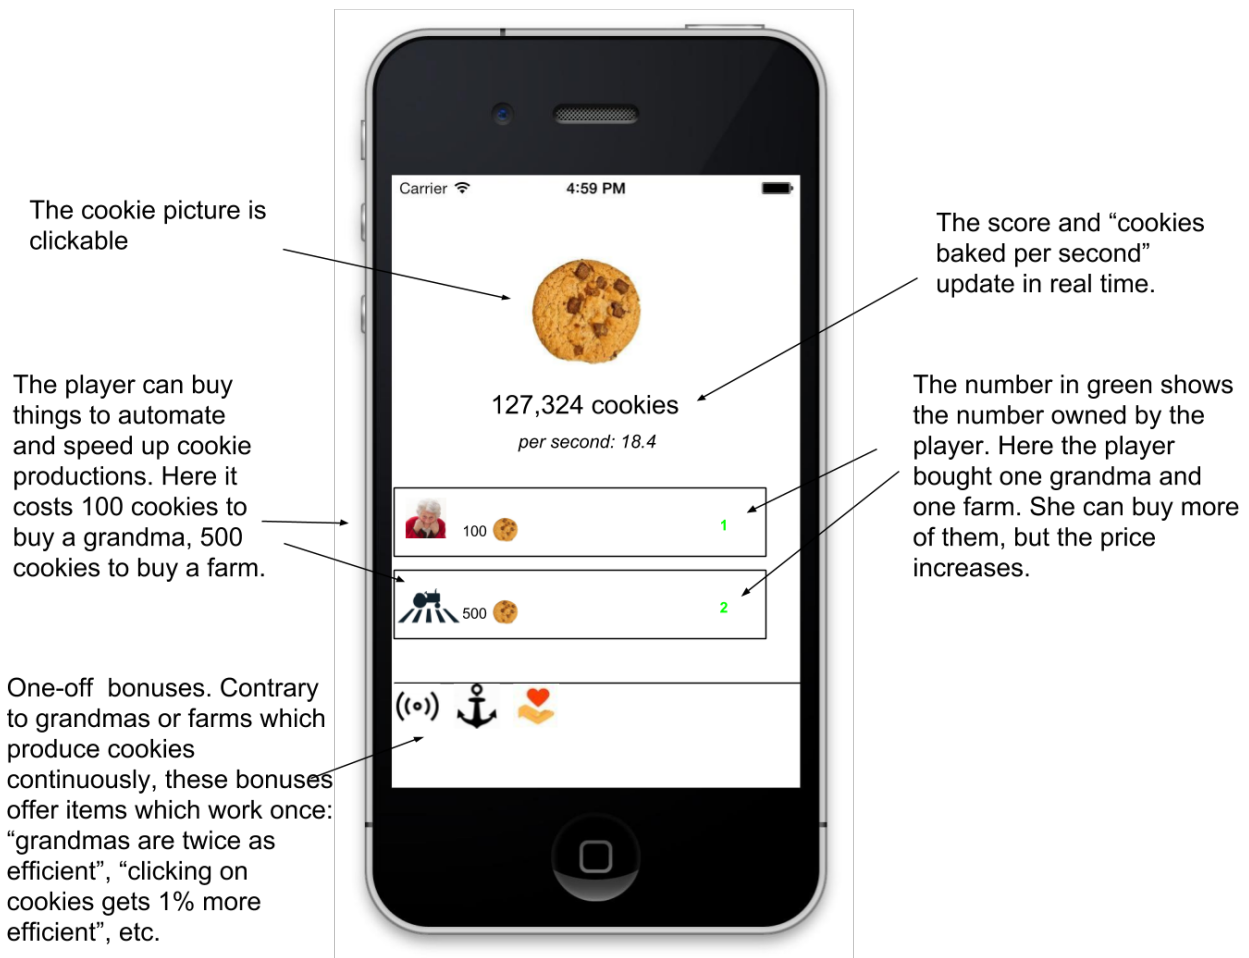 Carrier
4:59 PM
The cookie picture is
clickable
The score and “cookies
baked per second”
update in real time.
127,324 cookies
per second: 18.4
The player can buy
things to automate
and speed up cookie
productions. Here it
costs 100 cookies to
buy a grandma, 500
cookies to buy a farm.
The number in green shows
the number owned by the
player. Here the player
bought one grandma and
one farm. She can buy more
of them, but the price
increases.
100
1
500
2
One-off  bonuses. Contrary
to grandmas or farms which
produce cookies
continuously, these bonuses
offer items which work once:
“grandmas are twice as
efficient”, “clicking on
cookies gets 1% more
efficient”, etc.